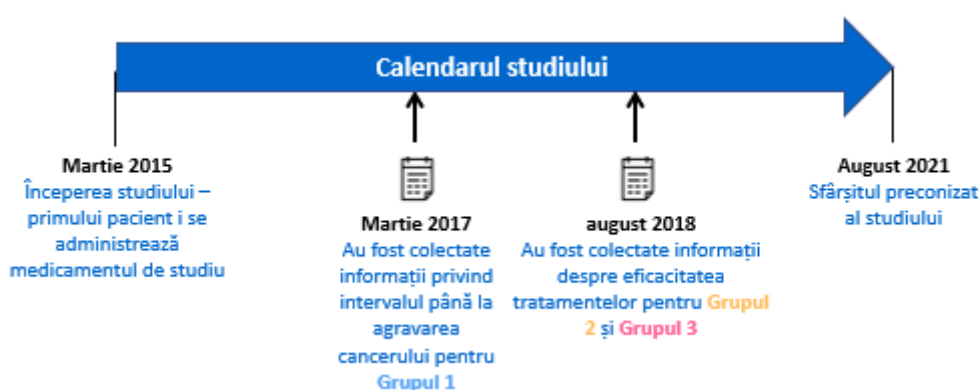 Calendarul studiului
Martie 2015
Începerea studiului –
primului pacient i se
administrează
medicamentul de studiu
Martie 2017
Au fost colectate
informații privind
intervalul până la
agravarea
cancerului pentru
Grupul 1
august 2018
Au fost colectate informații
despre eficacitatea
tratamentelor pentru Grupul
2 și Grupul 3
August 2021
Sfârșitul preconizat
al studiului